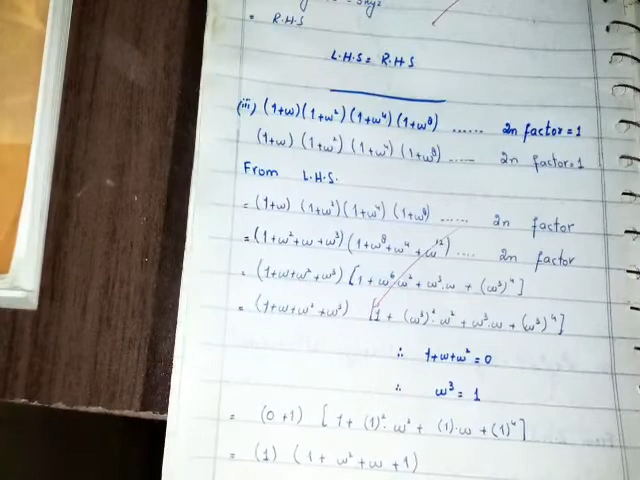 = R.H.S
L.H.S = R.H.S
(iii) (1+ω)(1+ω²)(1+ω⁴)(1+ω⁸) ...... 2n factor = 1
(1+ω) (1+ω²) (1+ω⁴) (1+ω⁸) ..... 2n factor=1
From L.H.S.
= (1+ω) (1+ω²)(1+ω⁴) (1+ω⁸) ...... 2n factor
= (1+ω²+ω+ω³)(1+ω⁸+ω⁴+ω¹²) .... 2n factor
= (1+ω+ω²+ω³) [1+ω⁶ω²+ω³.ω + (ω³)⁴]
= (1+ω+ω²+ω³) [1 + (ω³)².ω²+ω³.ω+(ω³)⁴]
∴ 1+ω+ω²=0
∴ ω³= 1
= (0+1) [1+(1)².ω²+ (1).ω +(1)⁴]
= (1) (1+ω²+ω+1)